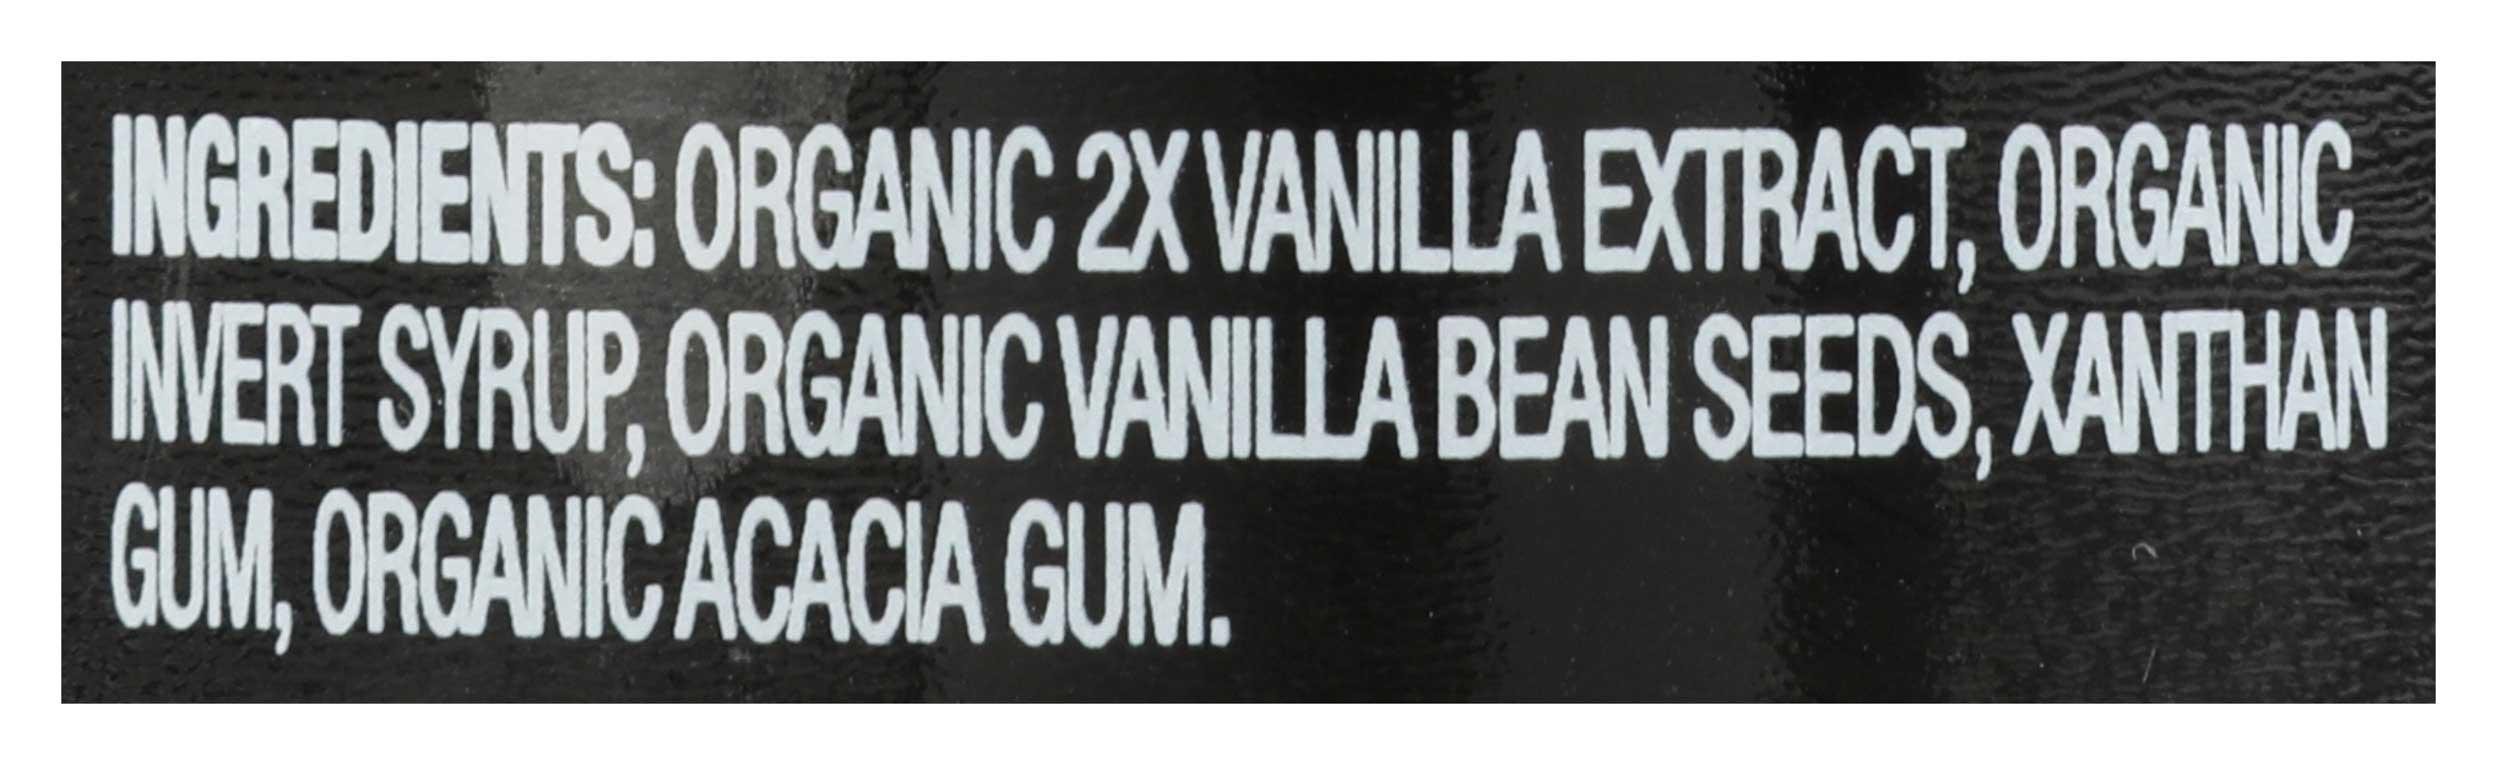 INGREDIENTS: ORGANIC 2X VANILLA EXTRACT, ORGANIC
INVERT SYRUP, ORGANIC VANILLA BEAN SEEDS, XANTHAN
GUM, ORGANIC ACACIA GUM.